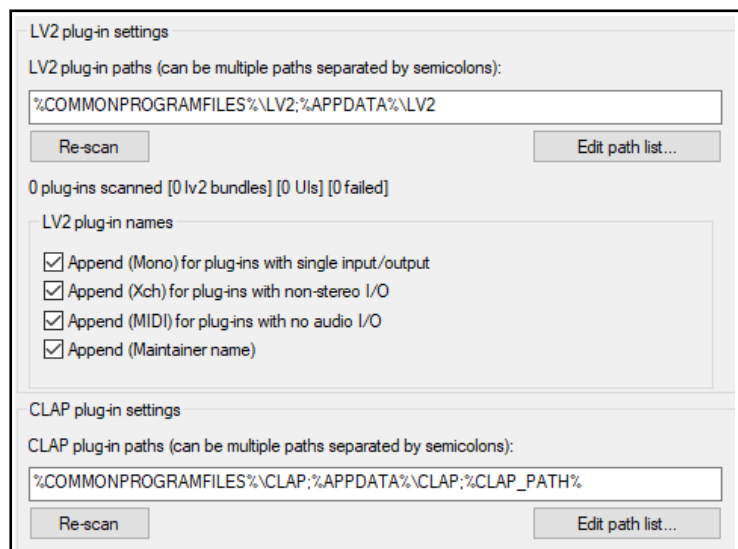 LV2 plug-in settings
LV2 plug-in paths (can be multiple paths separated by semicolons):
%COMMONPROGRAMFILES%\LV2;%APPDATA%\LV2
Re-scan
Edit path list...
0 plug-ins scanned [0 lv2 bundles] [0 UIs] [0 failed]
LV2 plug-in names
Append (Mono) for plug-ins with single input/output
Append (Xch) for plug-ins with non-stereo I/O
Append (MIDI) for plug-ins with no audio I/O
Append (Maintainer name)
CLAP plug-in settings
CLAP plug-in paths (can be multiple paths separated by semicolons):
%COMMONPROGRAMFILES%\CLAP;%APPDATA%\CLAP;%CLAP_PATH%
Re-scan
Edit path list...